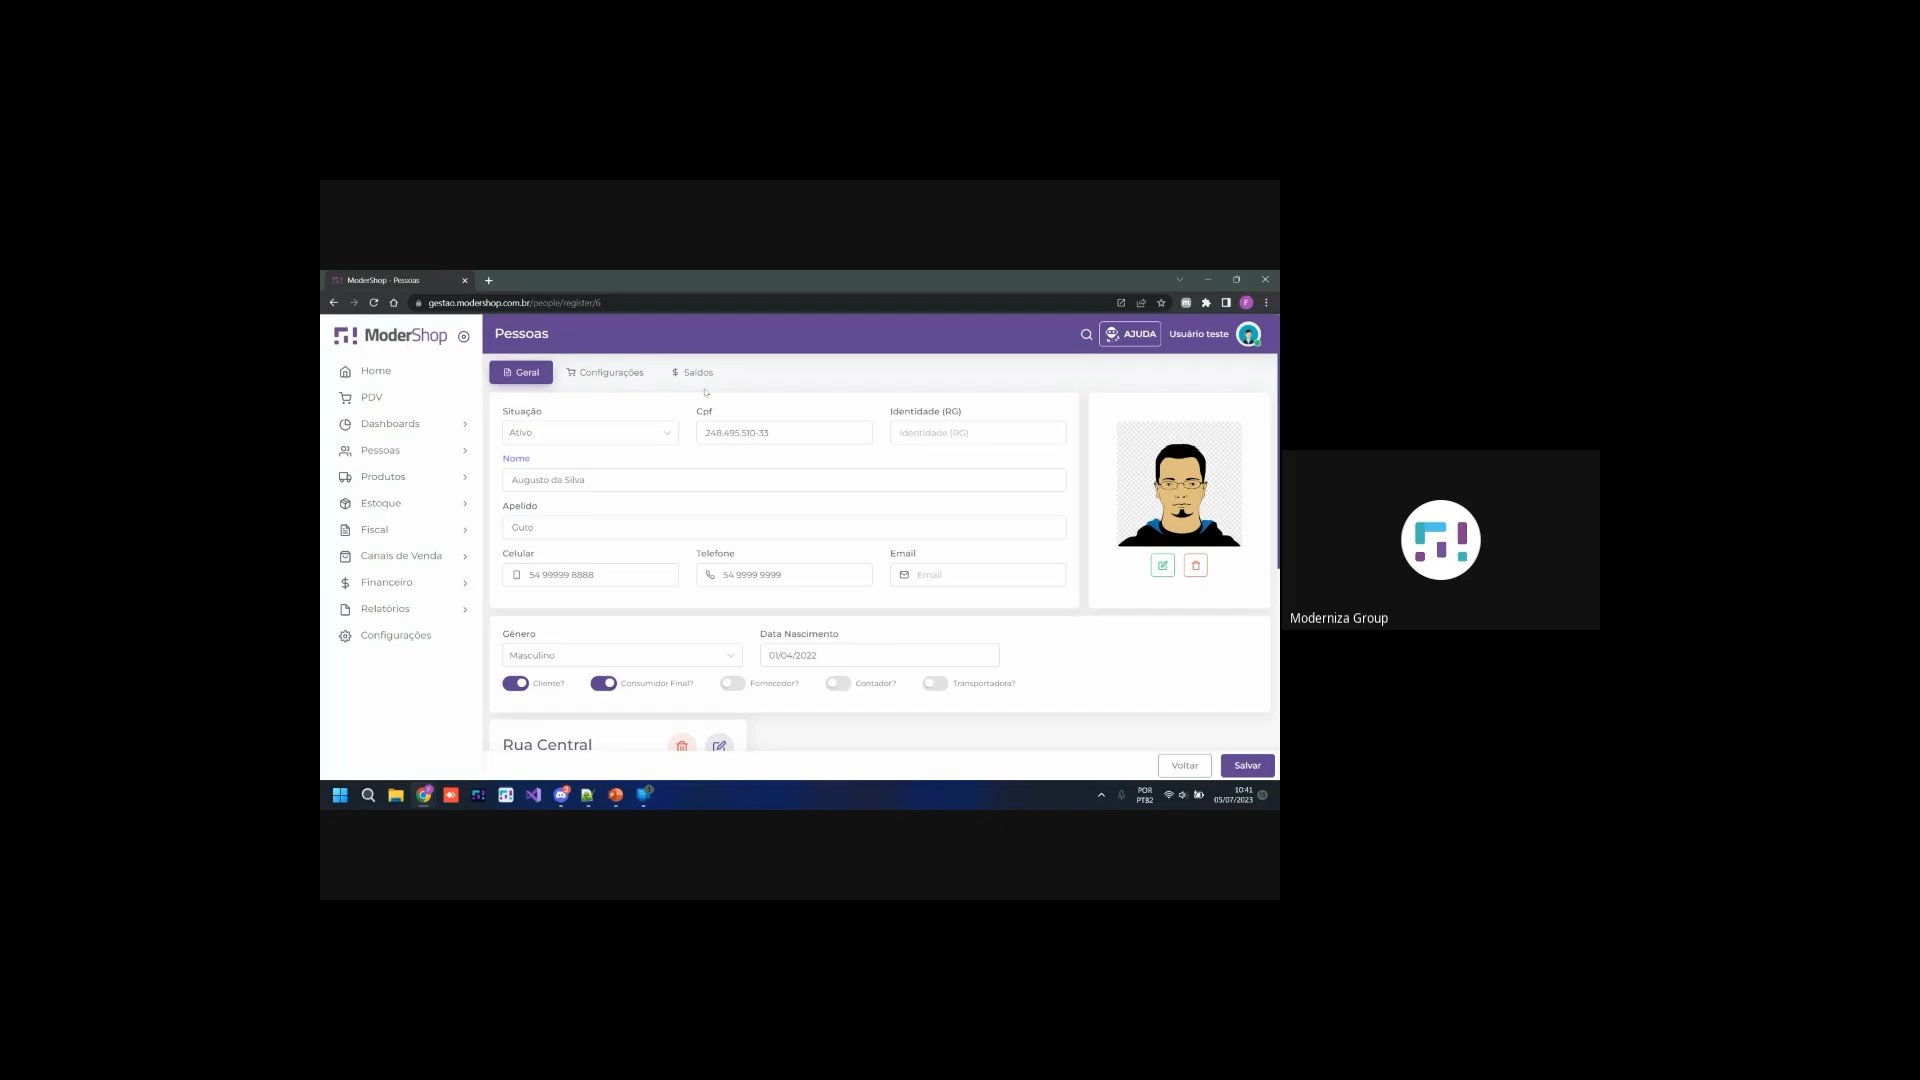 ModerShop - Pessoas
gestao.modershop.com.br/people/register/6
ModerShop
Pessoas
AJUDA
Usuário teste
Home
PDV
Dashboards
Pessoas
Produtos
Estoque
Fiscal
Canais de Venda
Financeiro
Relatórios
Configurações
Geral
Configurações
Saldos
Situação
Cpf
Identidade (RG)
Ativo
248.495.510-33
Identidade (RG)
Nome
Augusto da Silva
Apelido
Guto
Celular
Telefone
Email
54 99999 8888
54 9999 9999
Email
Gênero
Data Nascimento
Masculino
01/04/2022
Cliente?
Consumidor Final?
Fornecedor?
Contador?
Transportadora?
Rua Central
Voltar
Salvar
POR
PTB2
10:41
05/07/2023
Moderniza Group